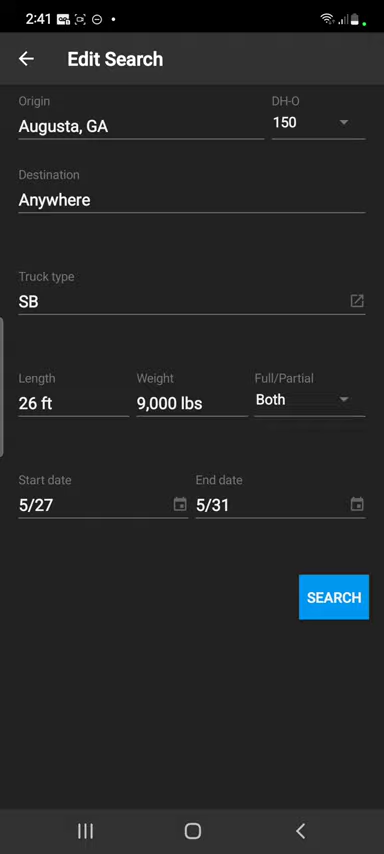 2:41
Edit Search
Origin
DH-O
Augusta, GA
150
Destination
Anywhere
Truck type
SB
Length
Weight
Full/Partial
26 ft
9,000 lbs
Both
Start date
End date
5/27
5/31
SEARCH